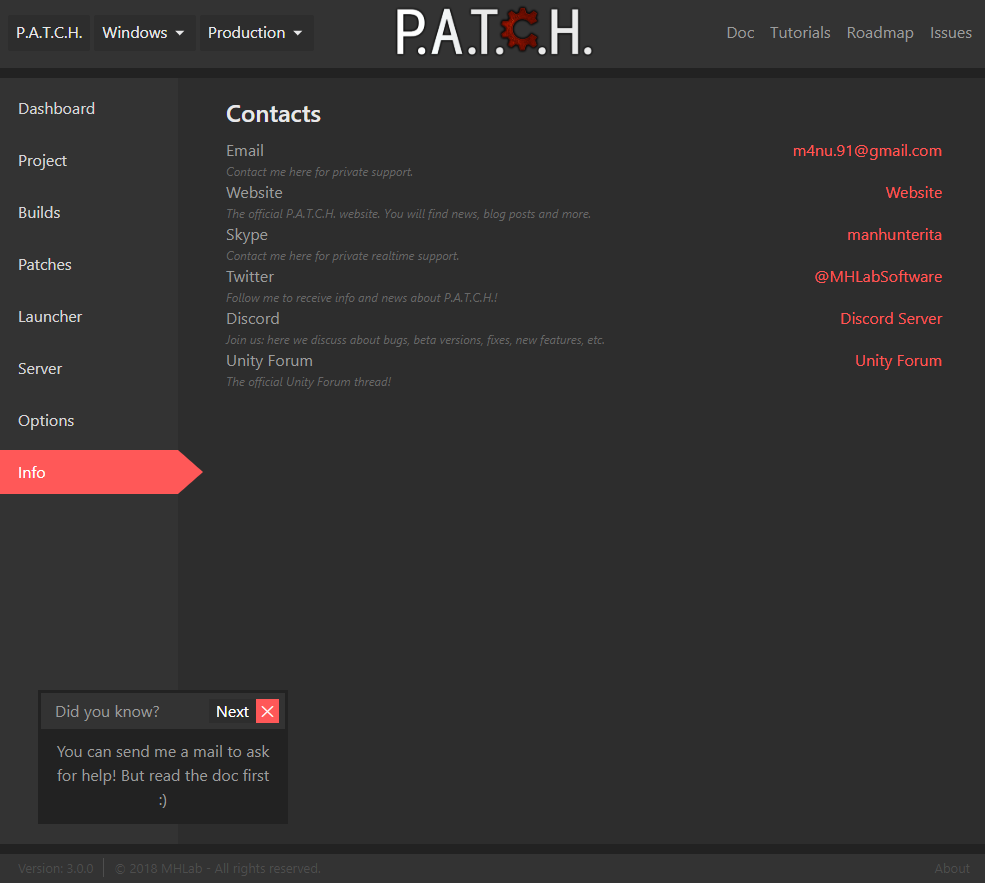 P.A.T.C.H. Windows Production P.A.T.C.H. Doc Tutorials Roadmap Issues
Dashboard
Project
Builds
Patches
Launcher
Server
Options
Info
Contacts
Email m4nu.91@gmail.com
Contact me here for private support.
Website Website
The official P.A.T.C.H. website. You will find news, blog posts and more.
Skype manhunterita
Contact me here for private realtime support.
Twitter @MHLabSoftware
Follow me to receive info and news about P.A.T.C.H.!
Discord Discord Server
Join us: here we discuss about bugs, beta versions, fixes, new features, etc.
Unity Forum Unity Forum
The official Unity Forum thread!
Did you know? Next
You can send me a mail to ask
for help! But read the doc first
:)
Version: 3.0.0 © 2018 MHLab - All rights reserved. About